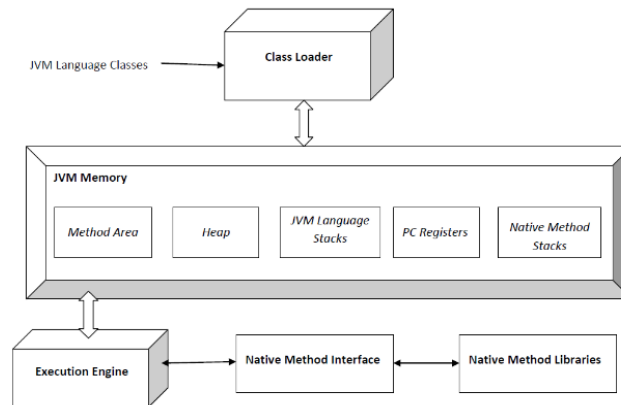 Class Loader
JVM Language Classes
JVM Memory
Method Area
Heap
JVM Language
Stacks
PC Registers
Native Method
Stacks
Execution Engine
Native Method Interface
Native Method Libraries